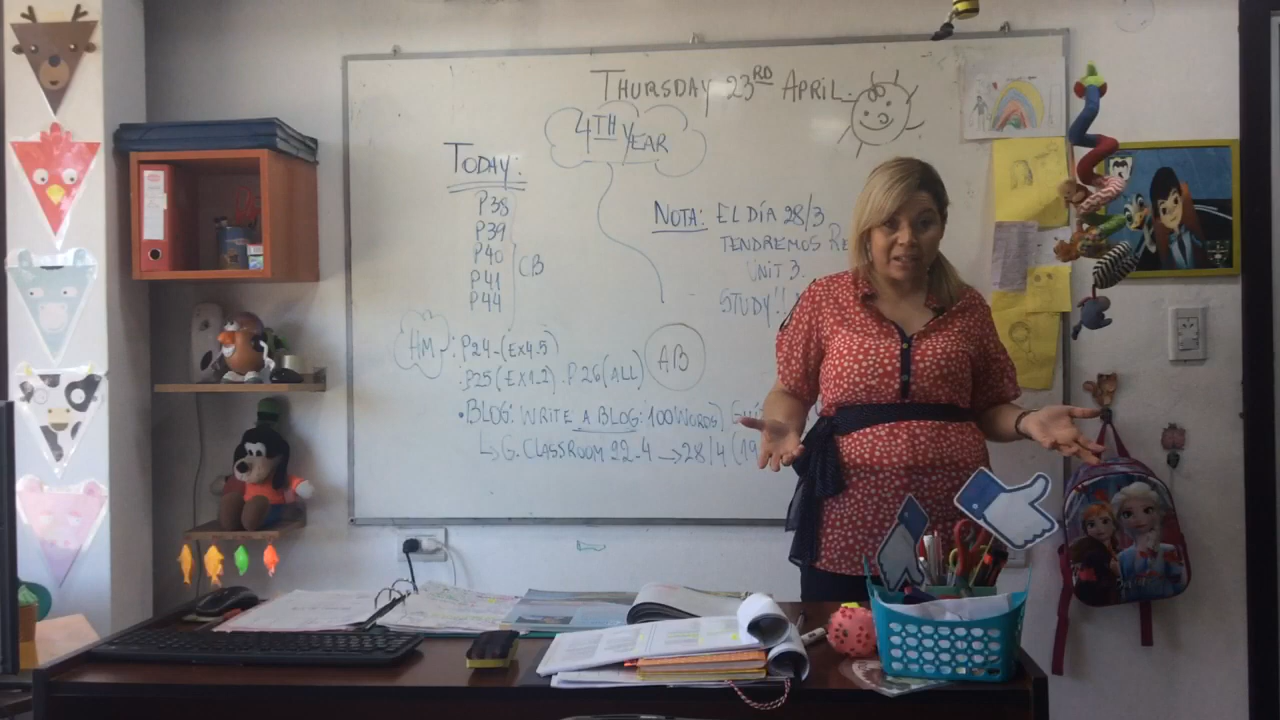 THURSDAY 23RD APRIL.
4TH YEAR
TODAY:
P38
P39
P40
P41
P44
CB
NOTA: EL DÍA 28/3
TENDREMOS
UNIT 3.
STUDY!!
HM: P24-(EX4.5)
:P25(EX1.2). P.26(ALL)
AB
•BLOG: WRITE A BLOG: 100 WORDS)
↳G. CLASSROOM 22-4 → 28/4 (19